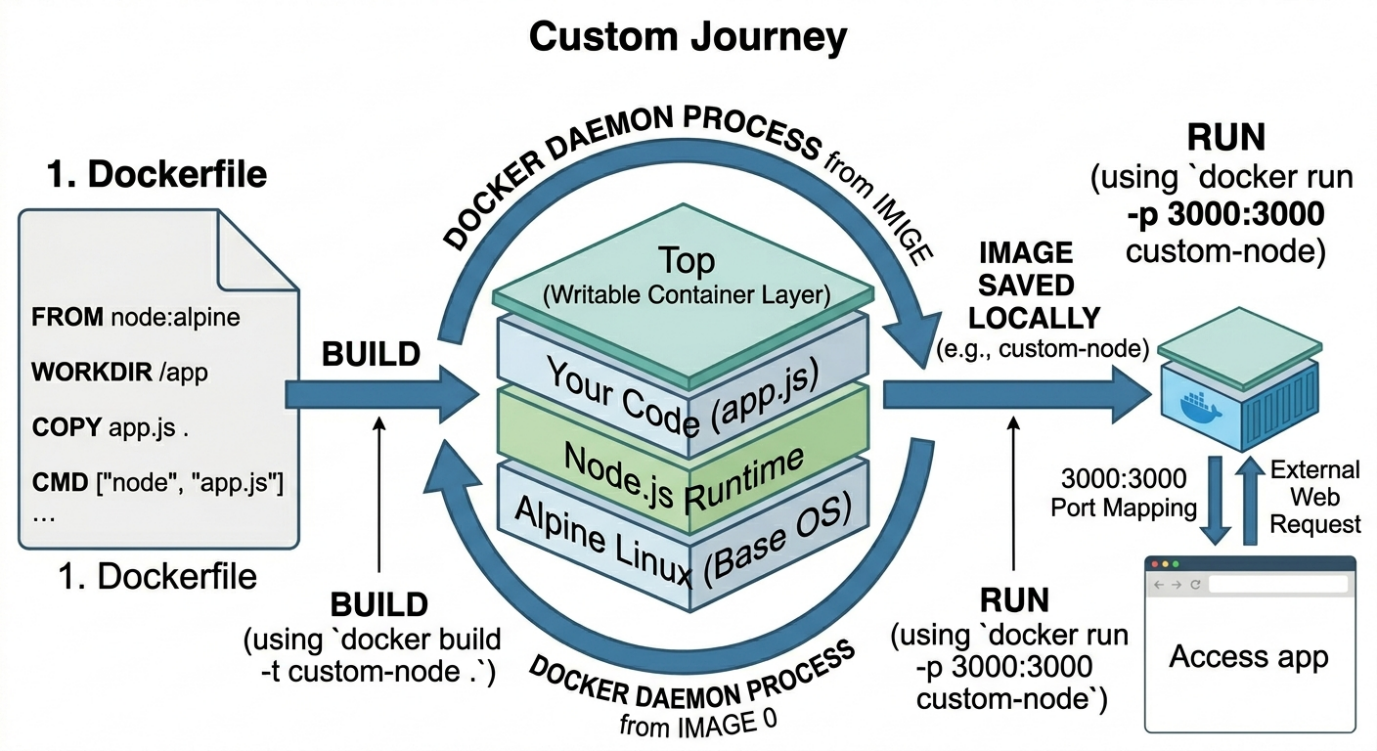 Custom Journey
1. Dockerfile
FROM node:alpine
WORKDIR /app
COPY app.js .
CMD ["node", "app.js"]
...
1. Dockerfile
BUILD
BUILD
(using `docker build
-t custom-node .`)
DOCKER DAEMON PROCESS from IMIGE
Top
(Writable Container Layer)
Your Code (app.js)
Node.js Runtime
Alpine Linux (Base OS)
DOCKER DAEMON PROCESS
from IMAGE 0
IMAGE
SAVED
LOCALLY
(e.g., custom-node)
RUN
(using `docker run
-p 3000:3000
custom-node`)
RUN
(using `docker run
-p 3000:3000
custom-node)
3000:3000
Port Mapping
External
Web
Request
Access app